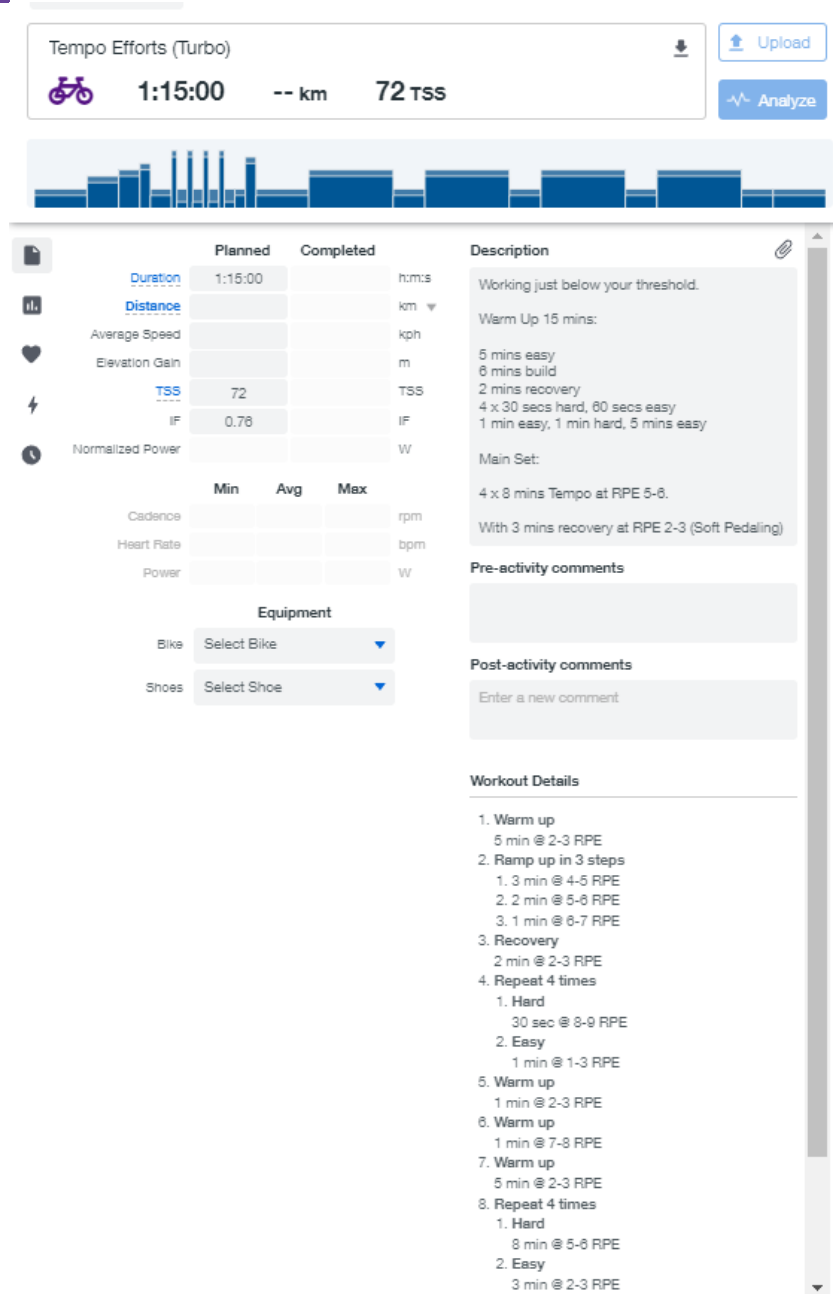 Tempo Efforts (Turbo)
Upload
1:15:00 -- km 72 TSS
Analyze
Planned Completed
Duration 1:15:00 h:m:s
Distance km
Average Speed kph
Elevation Gain m
TSS 72 TSS
IF 0.76 IF
Normalized Power W
Min Avg Max
Cadence rpm
Heart Rate bpm
Power W
Equipment
Bike Select Bike
Shoes Select Shoe
Description
Working just below your threshold.
Warm Up 15 mins:
5 mins easy
6 mins build
2 mins recovery
4 x 30 secs hard, 60 secs easy
1 min easy, 1 min hard, 5 mins easy
Main Set:
4 x 8 mins Tempo at RPE 5-6.
With 3 mins recovery at RPE 2-3 (Soft Pedaling)
Pre-activity comments
Post-activity comments
Enter a new comment
Workout Details
1. Warm up
5 min @ 2-3 RPE
2. Ramp up in 3 steps
1. 3 min @ 4-5 RPE
2. 2 min @ 5-6 RPE
3. 1 min @ 6-7 RPE
3. Recovery
2 min @ 2-3 RPE
4. Repeat 4 times
1. Hard
30 sec @ 8-9 RPE
2. Easy
1 min @ 1-3 RPE
5. Warm up
1 min @ 2-3 RPE
6. Warm up
1 min @ 7-8 RPE
7. Warm up
5 min @ 2-3 RPE
8. Repeat 4 times
1. Hard
8 min @ 5-6 RPE
2. Easy
3 min @ 2-3 RPE